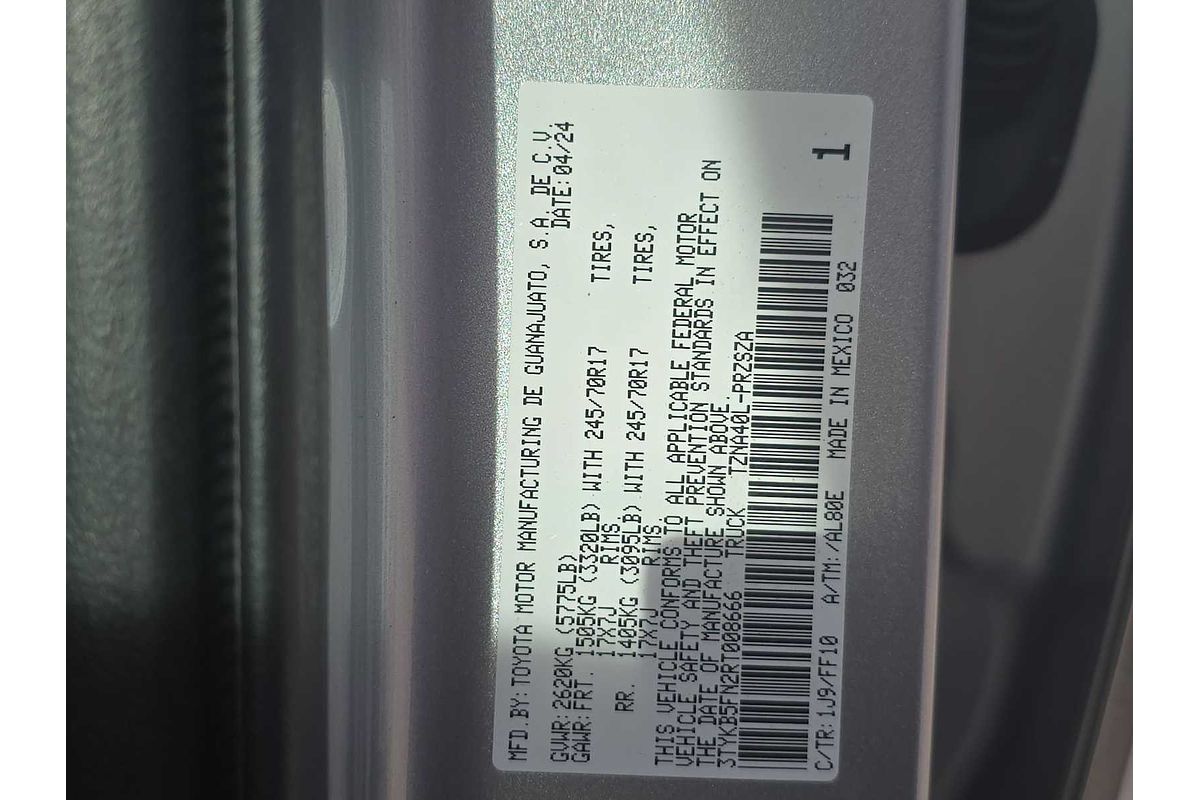 MFD.BY:TOYOTA MOTOR MANUFACTURING DE GUANAJUATO, S.A. DE C.V.
DATE:04/24
GVWR:2620KG (5775LB)
GAWR:FRT. 1505KG (3320LB) WITH 245/70R17 TIRES,
17X7J RIMS.
RR. 1405KG (3095LB) WITH 245/70R17 TIRES,
17X7J RIMS.
THIS VEHICLE CONFORMS TO ALL APPLICABLE FEDERAL MOTOR
VEHICLE SAFETY AND THEFT PREVENTION STANDARDS IN EFFECT ON
THE DATE OF MANUFACTURE SHOWN ABOVE.
3TYKB5FN2RT008666 TRUCK TZNA40L-PRZSZA
1
C/TR:1J9/FF10 A/TM:/AL80E MADE IN MEXICO 032